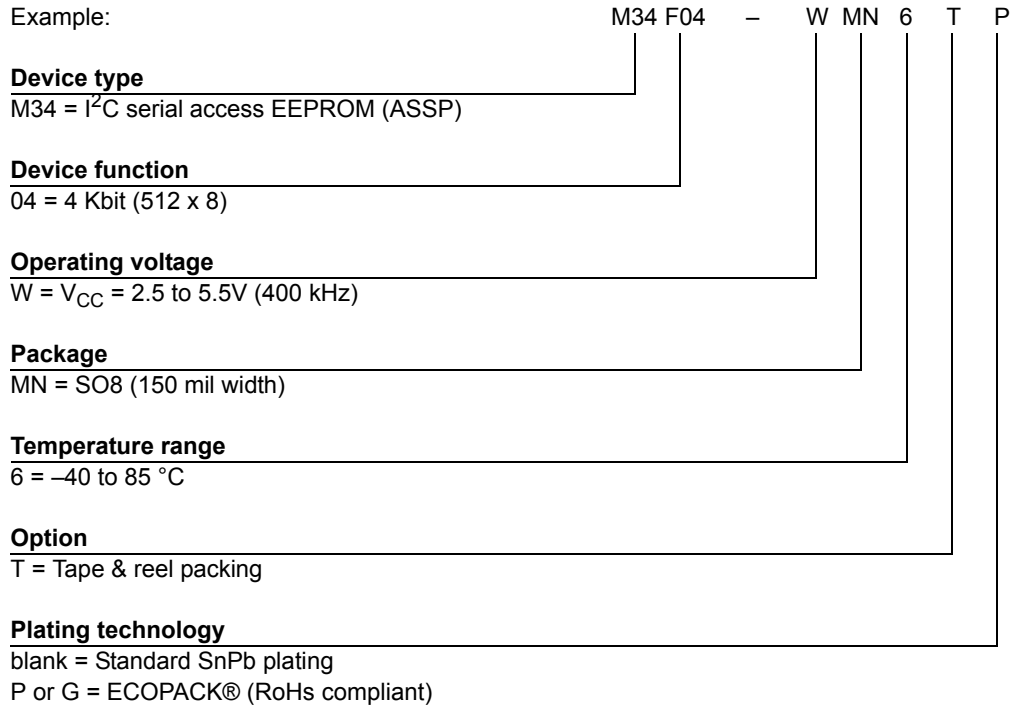 Example: M34 F04 – W MN 6 T P
Device type
M34 = I²C serial access EEPROM (ASSP)
Device function
04 = 4 Kbit (512 x 8)
Operating voltage
W = VCC = 2.5 to 5.5V (400 kHz)
Package
MN = SO8 (150 mil width)
Temperature range
6 = –40 to 85 °C
Option
T = Tape & reel packing
Plating technology
blank = Standard SnPb plating
P or G = ECOPACK® (RoHs compliant)